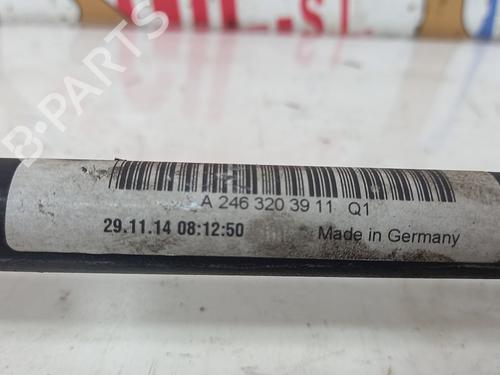 B-PARTS
A 246 320 39 11 Q1
29.11.14 08:12:50
Made in Germany